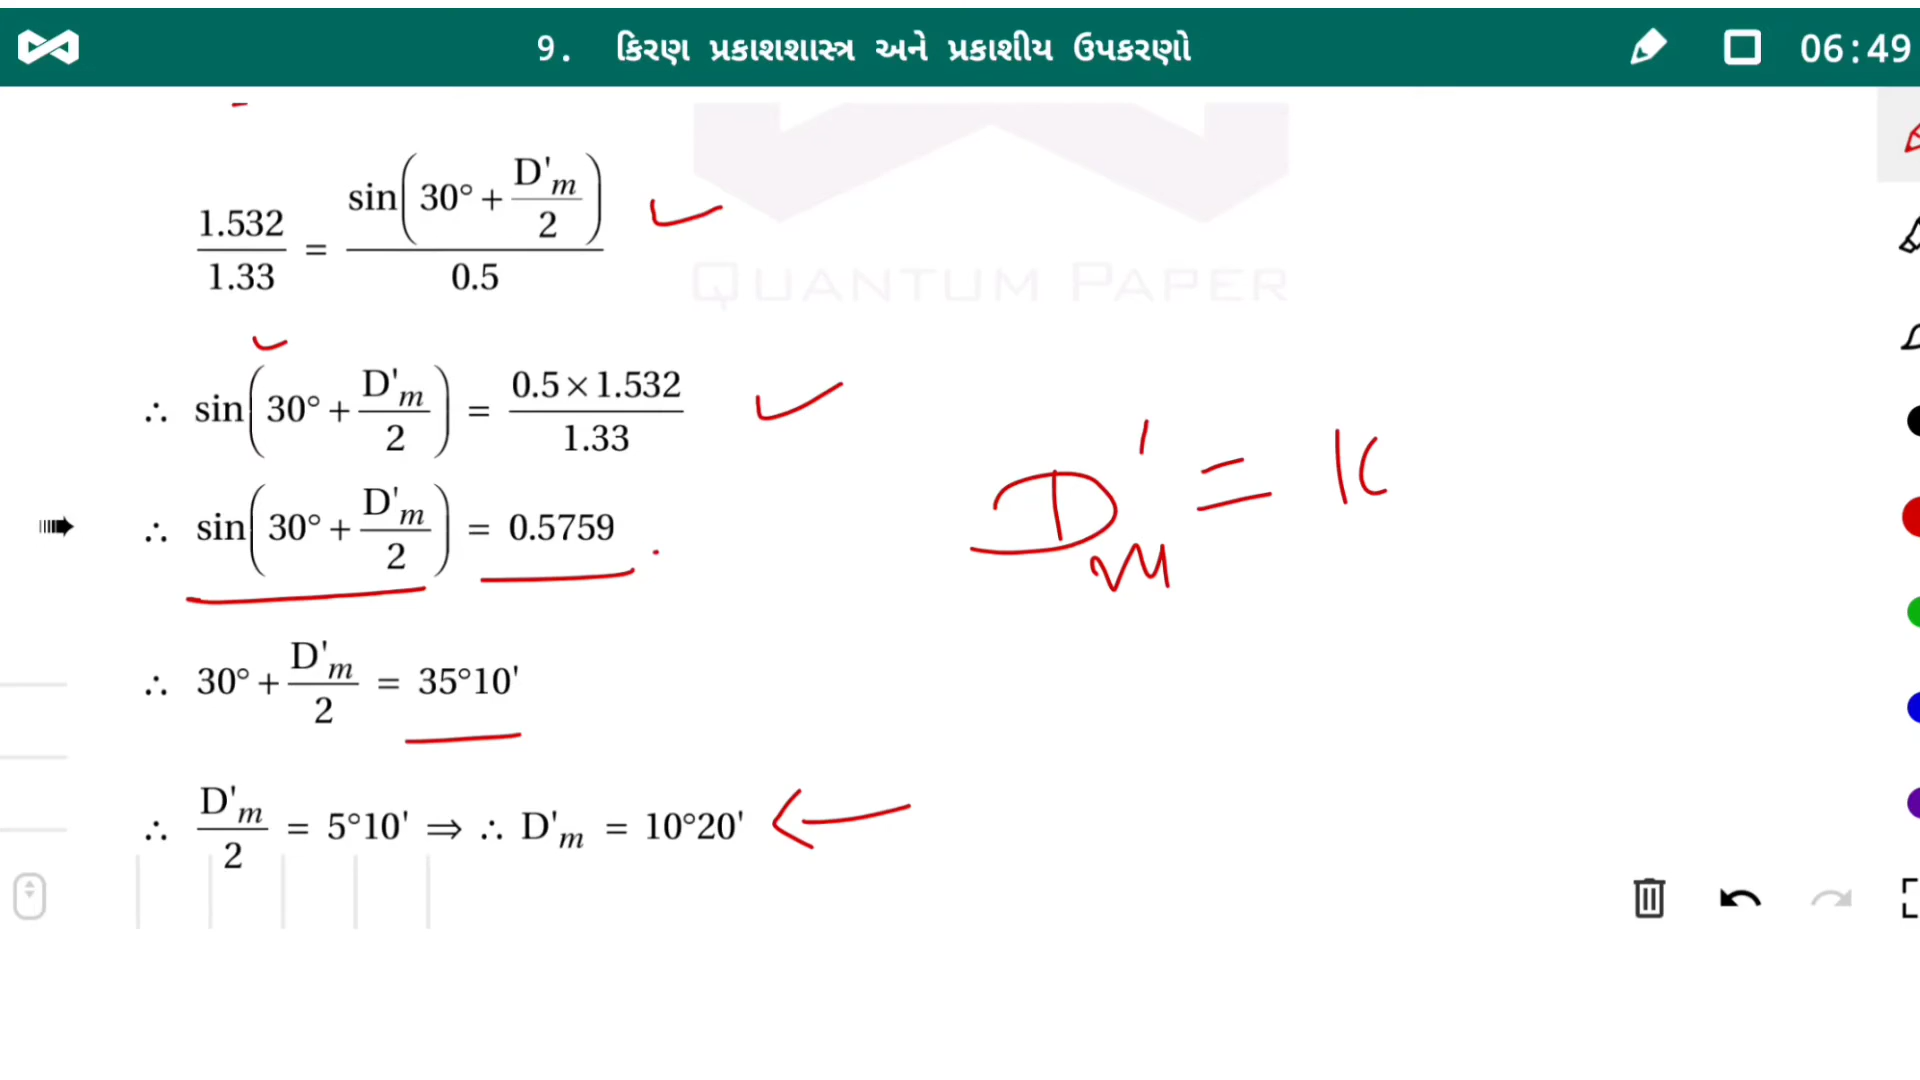 9. કિરણ પ્રકાશશાસ્ત્ર અને પ્રકાશીય ઉપકરણો 06:49
QUANTUM PAPER
1.532/1.33 = sin(30° + D'm/2)/0.5
∴ sin(30° + D'm/2) = 0.5×1.532/1.33
∴ sin(30° + D'm/2) = 0.5759
D'm =
∴ 30° + D'm/2 = 35°10'
∴ D'm/2 = 5°10' ⇒ ∴ D'm = 10°20'